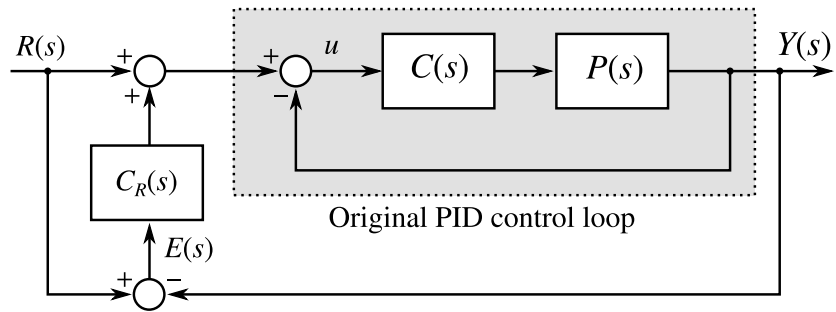 R(s)
+
+
+
−
u
C(s)
P(s)
Y(s)
C_R(s)
Original PID control loop
E(s)
+
−